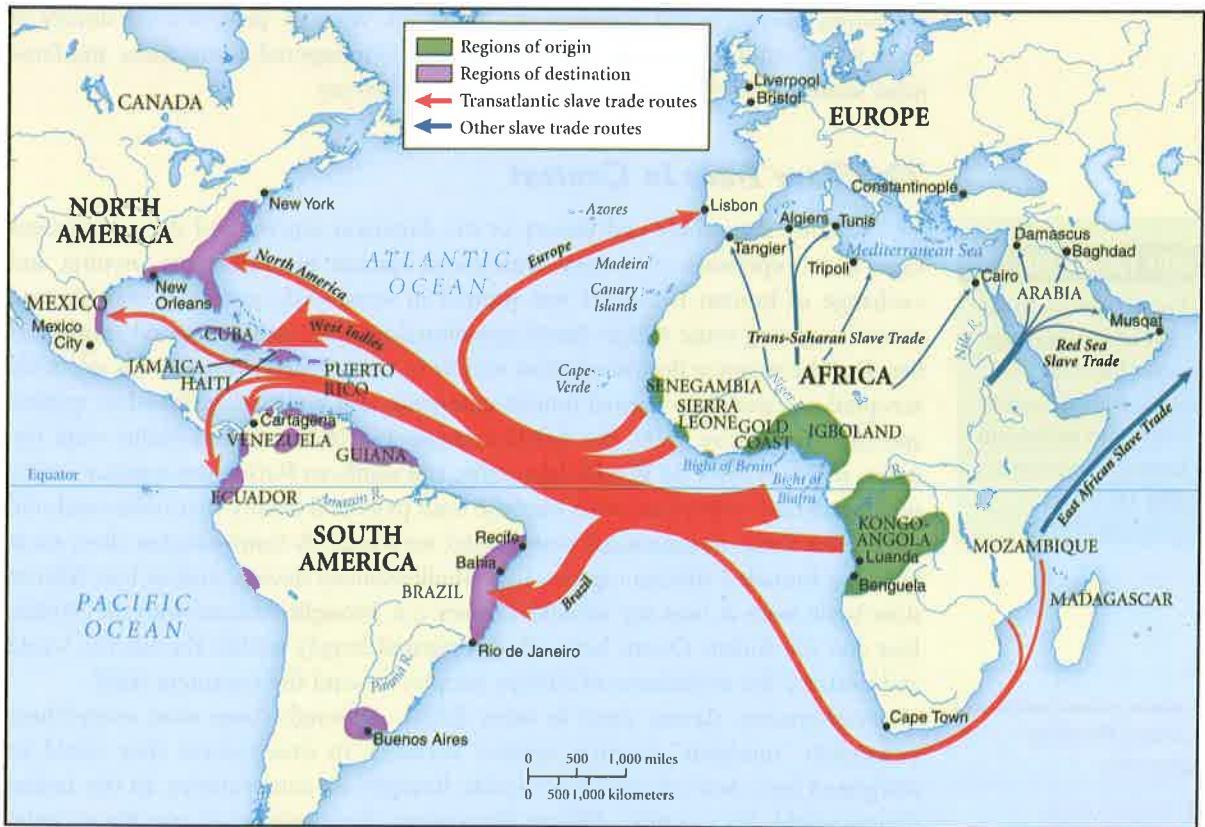 Regions of origin
Regions of destination
Transatlantic slave trade routes
Other slave trade routes
CANADA
NORTH
AMERICA
New York
New
Orleans
MEXICO
Mexico
City
CUBA
JAMAICA
HAITI
PUERTO
RICO
Cartagena
VENEZUELA
GUIANA
Equator
ECUADOR
Amazon R.
SOUTH
AMERICA
Recife
Bahia
BRAZIL
Rio de Janeiro
Paraná R.
Buenos Aires
PACIFIC
OCEAN
ATLANTIC
OCEAN
North America
West Indies
Europe
Brazil
Azores
Madeira
Canary
Islands
Cape
Verde
Liverpool
Bristol
EUROPE
Lisbon
Constantinople
Algiers
Tunis
Tangier
Tripoli
Mediterranean Sea
Damascus
Baghdad
Cairo
ARABIA
Musqat
Nile R.
Red Sea
Slave Trade
Trans-Saharan Slave Trade
AFRICA
Niger
SENEGAMBIA
SIERRA
LEONE
GOLD
COAST
IGBOLAND
Bight of Benin
Bight of
Biafra
R.
KONGO-
ANGOLA
Luanda
Benguela
East African Slave Trade
MOZAMBIQUE
MADAGASCAR
Cape Town
0 500 1,000 miles
0 500 1,000 kilometers